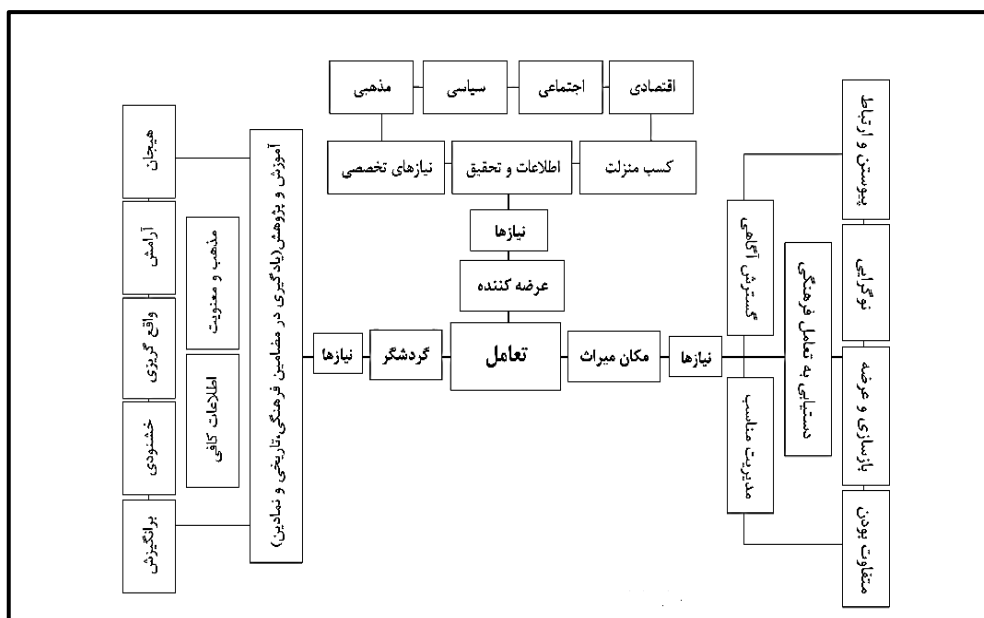 اقتصادی
اجتماعی
سیاسی
مذهبی
کسب منزلت
اطلاعات و تحقیق
نیازهای تخصصی
نیازها
عرضه کننده
تعامل
مکان میراث
نیازها
گسترش آگاهی
مدیریت مناسب
دستیابی به تعامل فرهنگی
پیوستن و ارتباط
نوگرایی
بازسازی و عرضه
متفاوت بودن
گردشگر
نیازها
آموزش و پژوهش(یادگیری در مضامین فرهنگی،تاریخی و نمادین)
مذهب و معنویت
اطلاعات کافی
هیجان
آرامش
واقع گریزی
خشنودی
برانگیزش